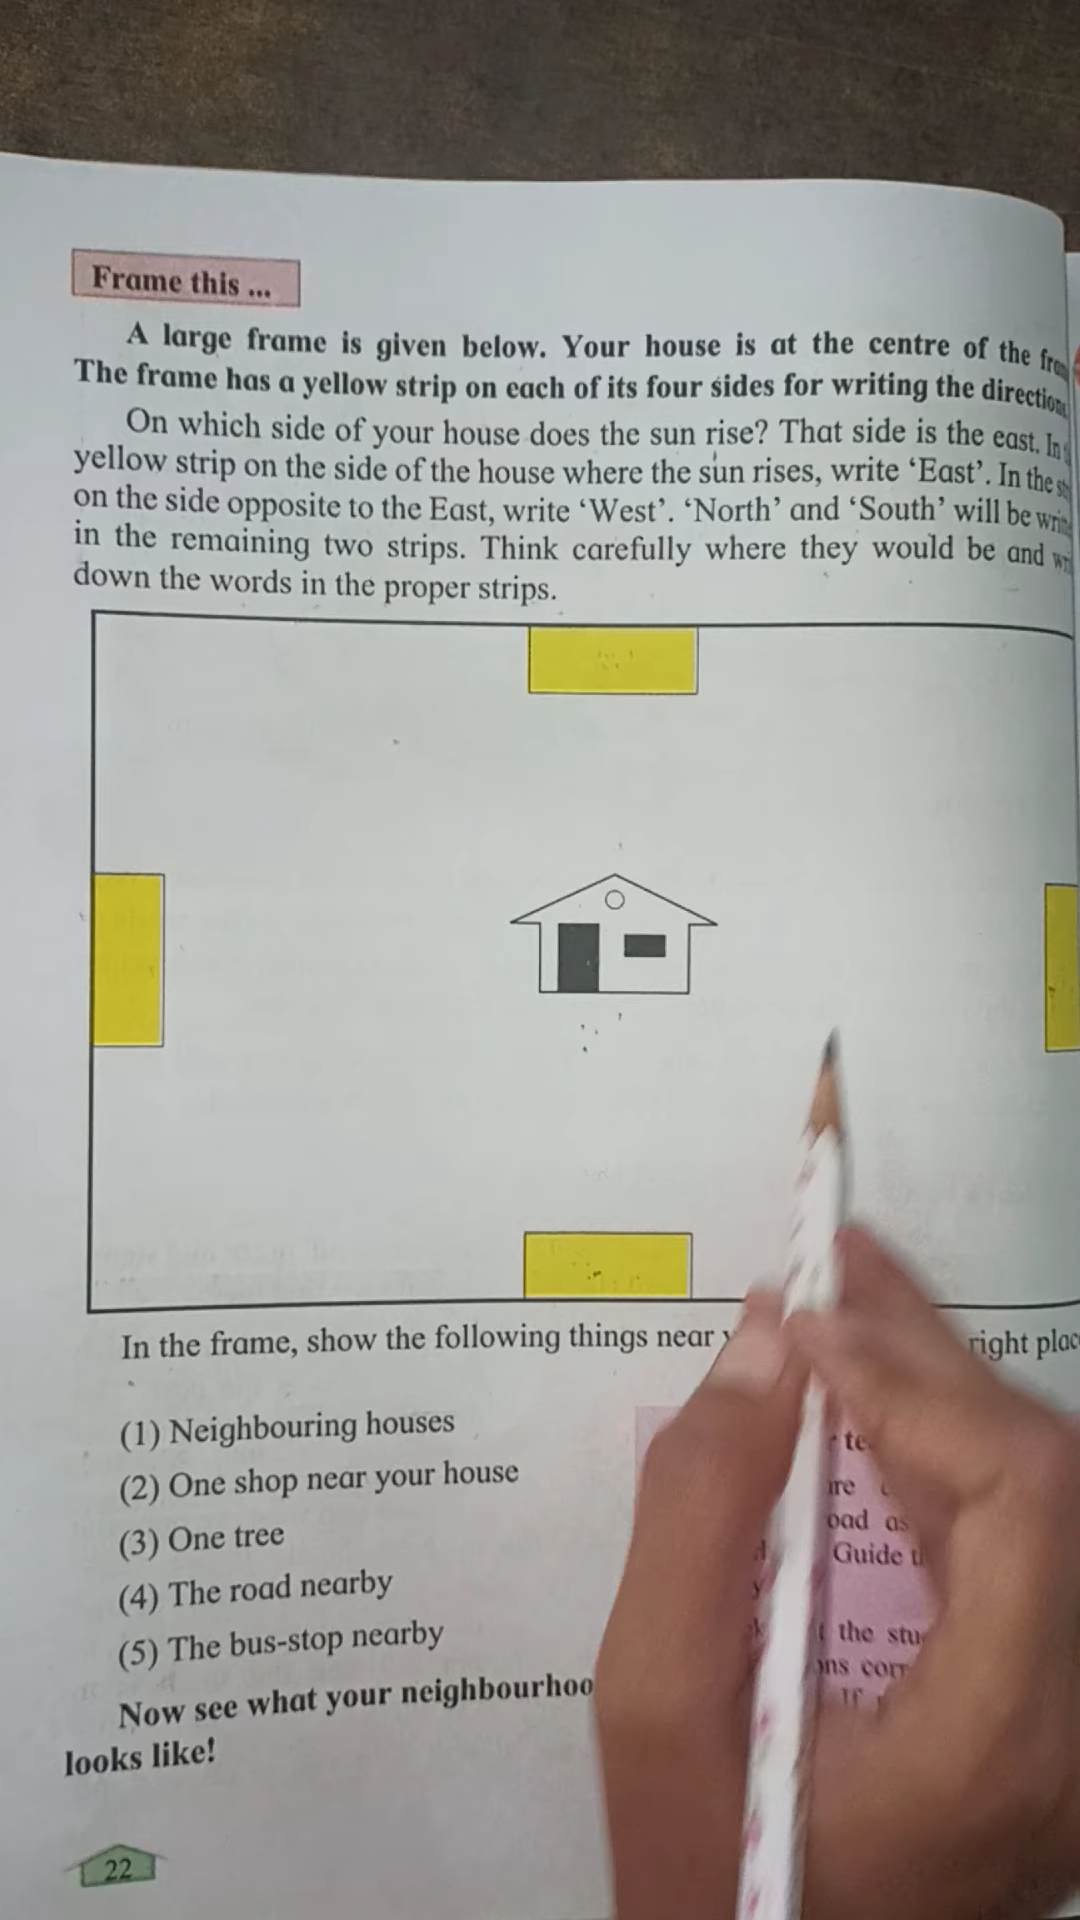 Frame this ...
A large frame is given below. Your house is at the centre of the
The frame has a yellow strip on each of its four sides for writing the
On which side of your house does the sun rise? That side is the east. In
yellow strip on the side of the house where the sun rises, write ‘East’. In the
on the side opposite to the East, write ‘West’. ‘North’ and ‘South’ will be
in the remaining two strips. Think carefully where they would be and
down the words in the proper strips.
In the frame, show the following things near right
(1) Neighbouring houses
(2) One shop near your house
(3) One tree
(4) The road nearby
(5) The bus-stop nearby
as
Guide
the
If
Now see what your
looks like!
22